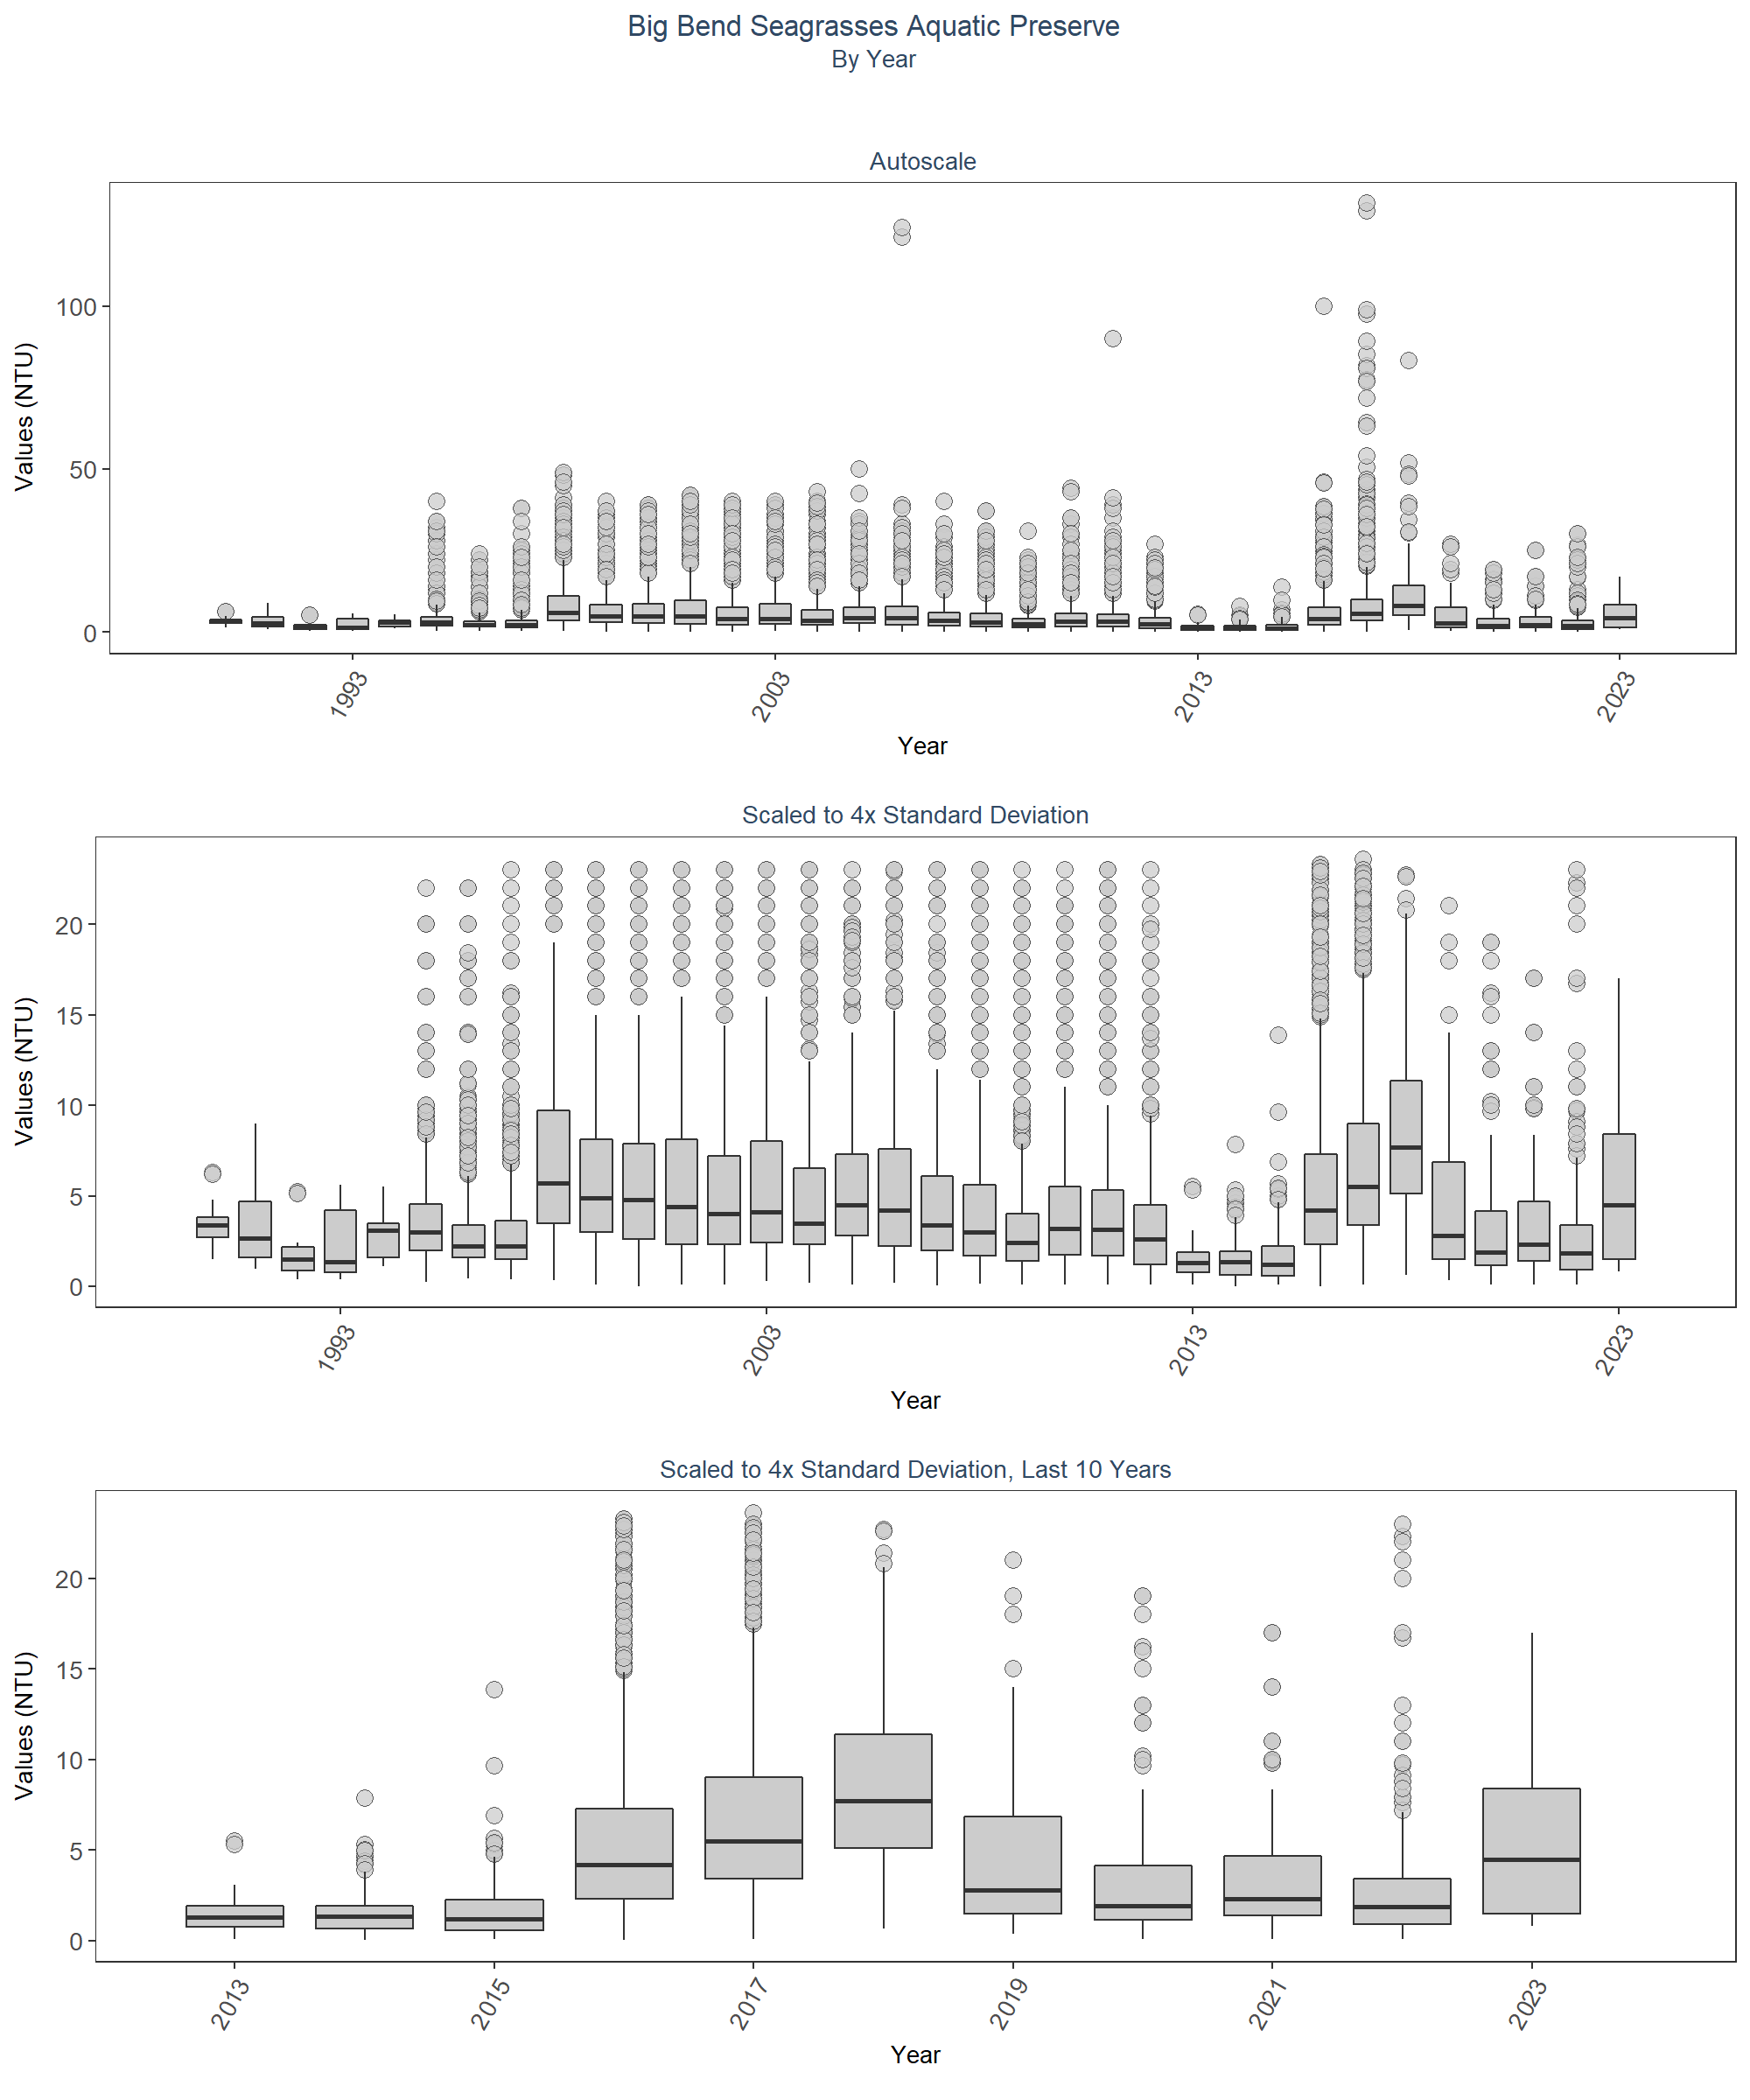 Big Bend Seagrasses Aquatic Preserve
By Year
Autoscale
Values (NTU)
100
50
0
1993
2003
2013
2023
Year
Scaled to 4x Standard Deviation
Values (NTU)
20
15
10
5
0
1993
2003
2013
2023
Year
Scaled to 4x Standard Deviation, Last 10 Years
Values (NTU)
20
15
10
5
0
2013
2015
2017
2019
2021
2023
Year